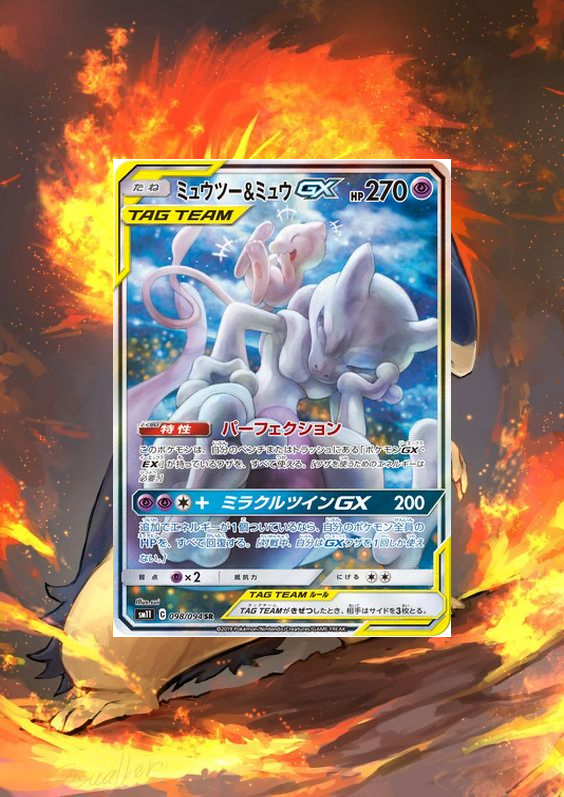 たね ミュウツー&ミュウGX HP270
TAG TEAM
特性 パーフェクション
このポケモンは、自分のベンチまたはトラッシュにある「ポケモンGX・
EX」が持っているワザを、すべて使える。(ワザを使うためのエネルギーは
必要。)
+ ミラクルツインGX 200
追加でエネルギーが1個ついているなら、自分のポケモン全員の
HPを、すべて回復する。(対戦中、自分はGXワザを1回しか使え
ない。)
弱点 ×2 抵抗力 にげる
TAG TEAM ルール
TAG TEAMがきぜつしたとき、相手はサイドを3枚とる。
sm11 C 098/094 SR
©2019 Pokémon/Nintendo/Creatures/GAME FREAK